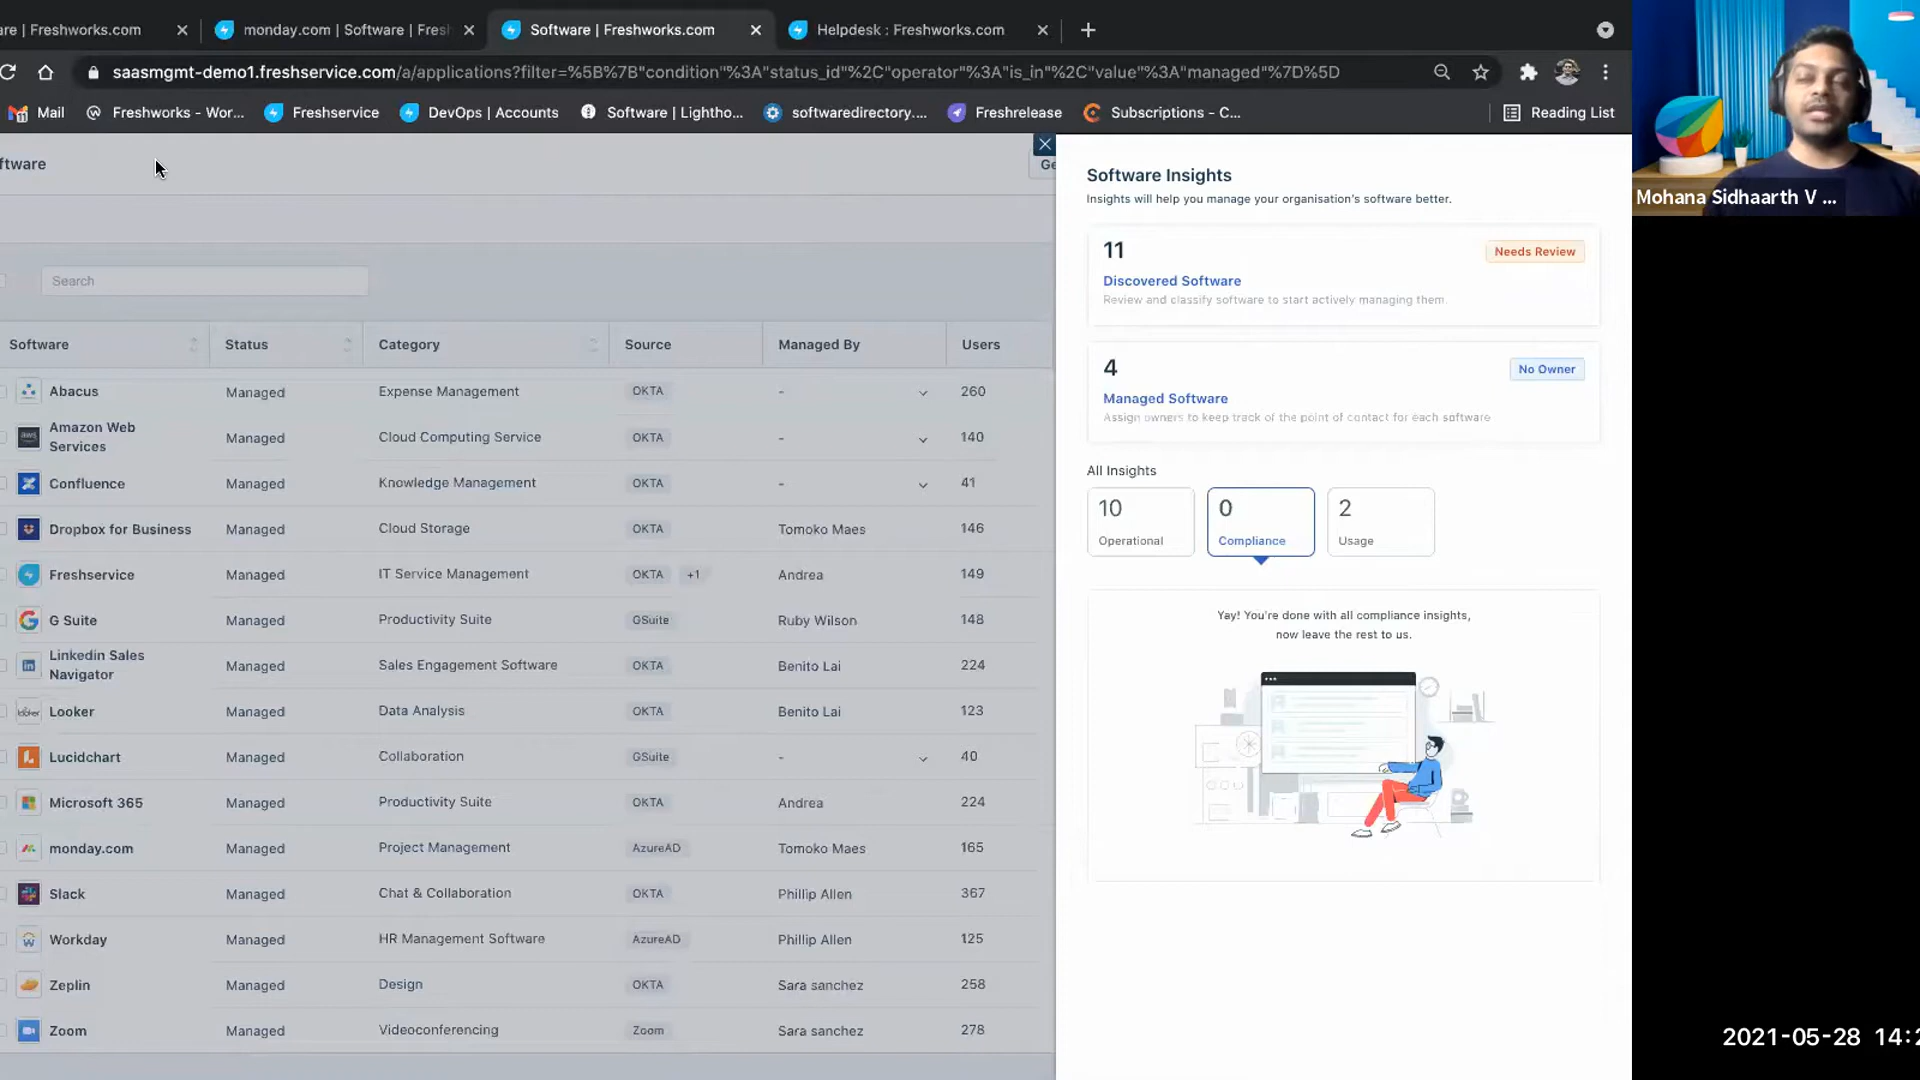 are | Freshworks.com
monday.com | Software | Fres
Software | Freshworks.com
Helpdesk : Freshworks.com
saasmgmt-demo1.freshservice.com/a/applications?filter=%5B%7B"condition"%3A"status_id"%2C"operator"%3A"is_in"%2C"value"%3A"managed"%7D%5D
Mail
Freshworks - Wor...
Freshservice
DevOps | Accounts
Software | Lightho...
softwaredirectory....
Freshrelease
Subscriptions - C...
Reading List
Mohana Sidhaarth V ...
ftware
Ge
Search
Software Status Category Source Managed By Users
Abacus Managed Expense Management OKTA - 260
Amazon Web Services Managed Cloud Computing Service OKTA - 140
Confluence Managed Knowledge Management OKTA - 41
Dropbox for Business Managed Cloud Storage OKTA Tomoko Maes 146
Freshservice Managed IT Service Management OKTA +1 Andrea 149
G Suite Managed Productivity Suite GSuite Ruby Wilson 148
Linkedin Sales Navigator Managed Sales Engagement Software OKTA Benito Lai 224
Looker Managed Data Analysis OKTA Benito Lai 123
Lucidchart Managed Collaboration GSuite - 40
Microsoft 365 Managed Productivity Suite OKTA Andrea 224
monday.com Managed Project Management AzureAD Tomoko Maes 165
Slack Managed Chat & Collaboration OKTA Phillip Allen 367
Workday Managed HR Management Software AzureAD Phillip Allen 125
Zeplin Managed Design OKTA Sara sanchez 258
Zoom Managed Videoconferencing Zoom Sara sanchez 278
Software Insights
Insights will help you manage your organisation's software better.
11 Needs Review
Discovered Software
Review and classify software to start actively managing them.
4 No Owner
Managed Software
Assign owners to keep track of the point of contact for each software
All Insights
10 0 2
Operational Compliance Usage
Yay! You're done with all compliance insights,
now leave the rest to us.
2021-05-28 14:2